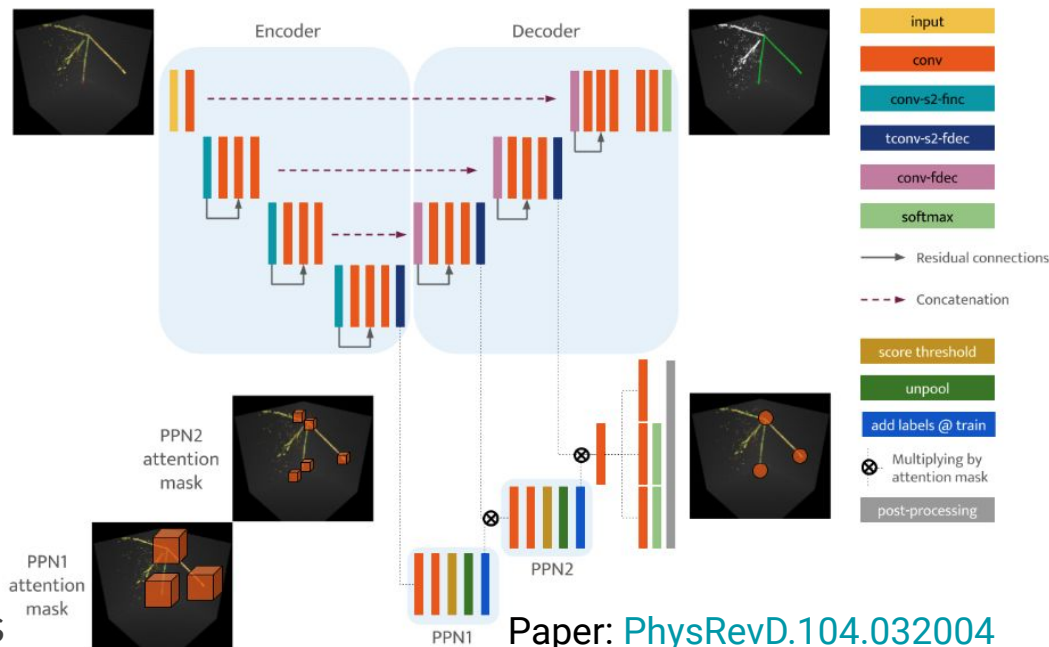 Encoder
Decoder
input
conv
conv-s2-finc
tconv-s2-fdec
conv-fdec
softmax
Residual connections
Concatenation
score threshold
unpool
add labels @ train
Multiplying by
attention mask
post-processing
PPN2
attention
mask
PPN1
attention
mask
PPN2
PPN1
s
Paper: PhysRevD.104.032004